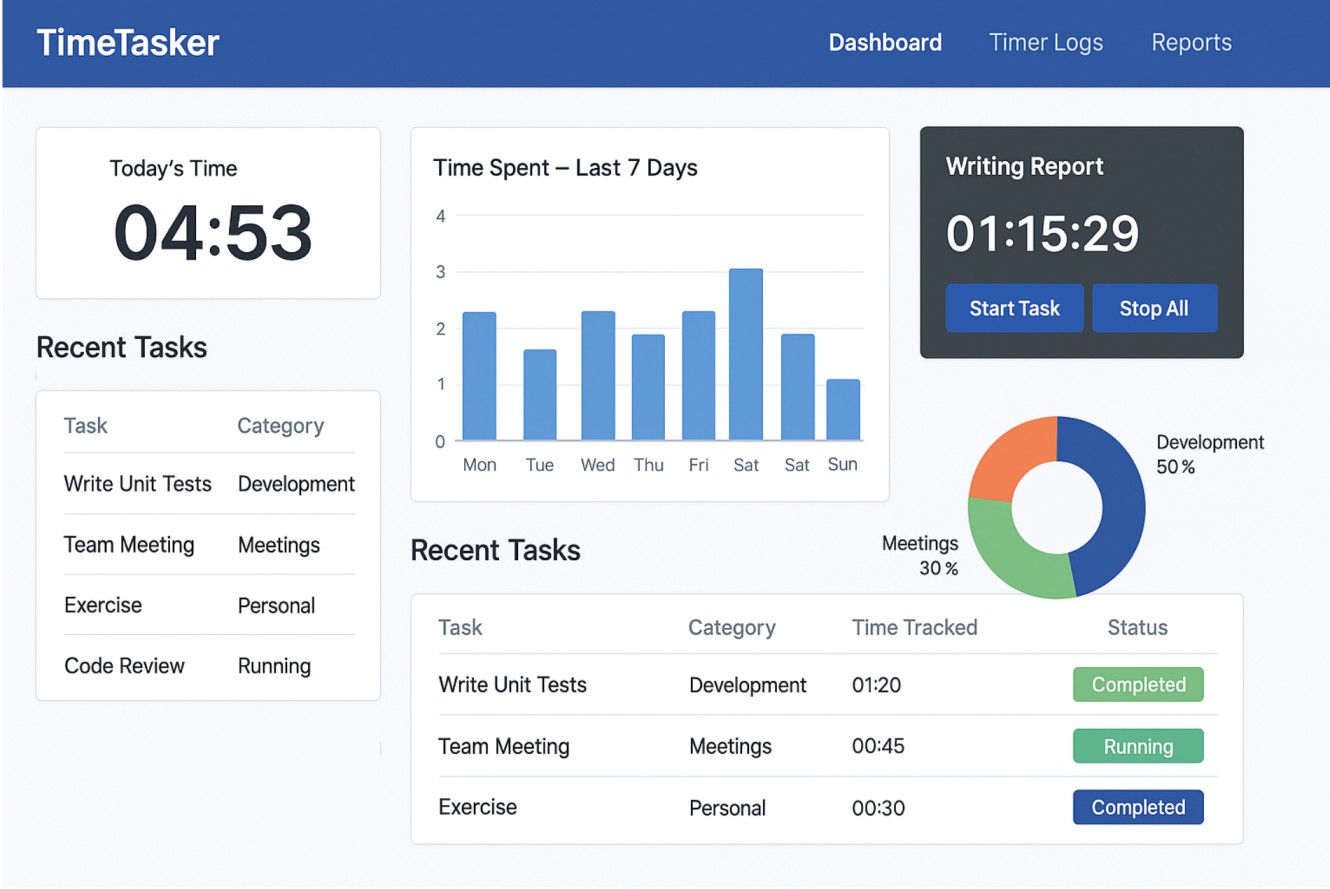 TimeTasker
Dashboard Timer Logs Reports
Today's Time
04:53
Recent Tasks
Task Category
Write Unit Tests Development
Team Meeting Meetings
Exercise Personal
Code Review Running
Time Spent – Last 7 Days
4
3
2
1
0
Mon Tue Wed Thu Fri Sat Sat Sun
Writing Report
01:15:29
Start Task Stop All
Development
50 %
Meetings
30 %
Recent Tasks
Task Category Time Tracked Status
Write Unit Tests Development 01:20 Completed
Team Meeting Meetings 00:45 Running
Exercise Personal 00:30 Completed